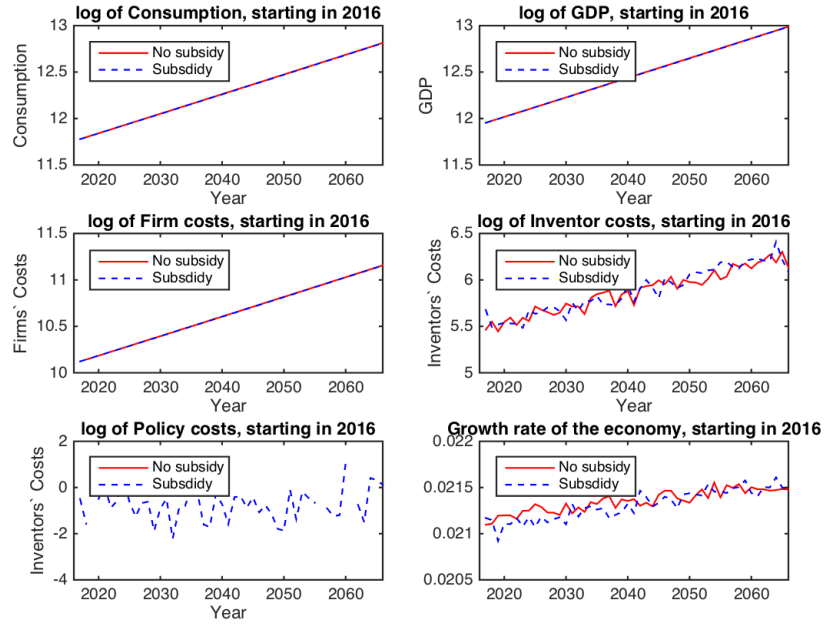 log of Consumption, starting in 2016
13
12.5
12
11.5
Consumption
No subsidy
Subsdidy
2020 2030 2040 2050 2060
Year
log of GDP, starting in 2016
13
12.5
12
11.5
GDP
No subsidy
Subsdidy
2020 2030 2040 2050 2060
Year
log of Firm costs, starting in 2016
11.5
11
10.5
10
Firms` Costs
No subsidy
Subsdidy
2020 2030 2040 2050 2060
Year
log of Inventor costs, starting in 2016
6.5
6
5.5
5
Inventors` Costs
No subsidy
Subsdidy
2020 2030 2040 2050 2060
Year
log of Policy costs, starting in 2016
2
0
-2
-4
Inventors` Costs
No subsidy
Subsdidy
2020 2030 2040 2050 2060
Year
Growth rate of the economy, starting in 2016
0.022
0.0215
0.021
0.0205
No subsidy
Subsdidy
2020 2030 2040 2050 2060